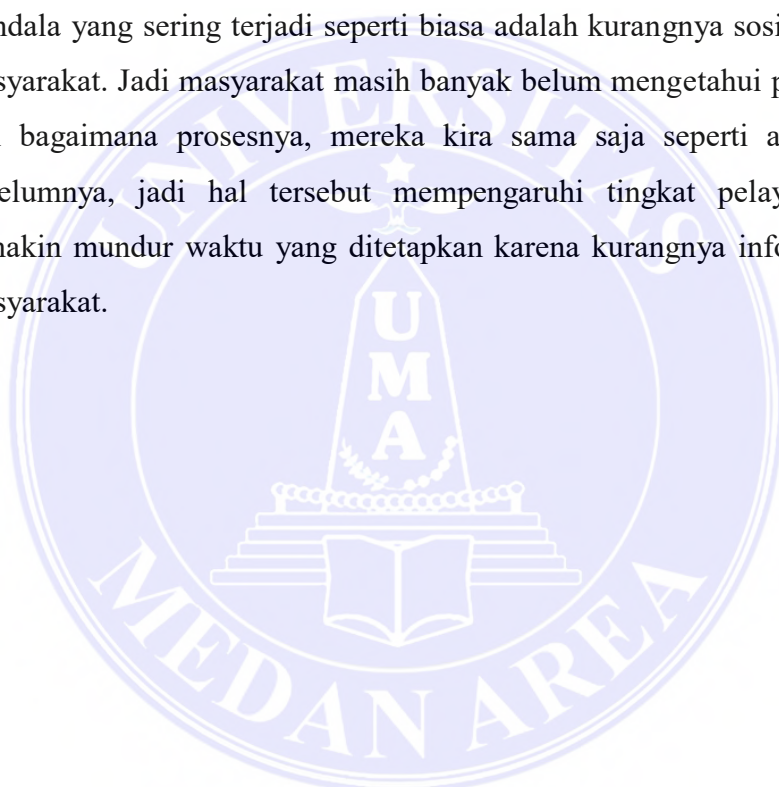 ndala yang sering terjadi seperti biasa adalah kurangnya sosi
syarakat. Jadi masyarakat masih banyak belum mengetahui p
bagaimana prosesnya, mereka kira sama saja seperti a
elumnya, jadi hal tersebut mempengaruhi tingkat pelay
nakin mundur waktu yang ditetapkan karena kurangnya info
syarakat.
UNIVERSITAS
UMA
MEDAN AREA